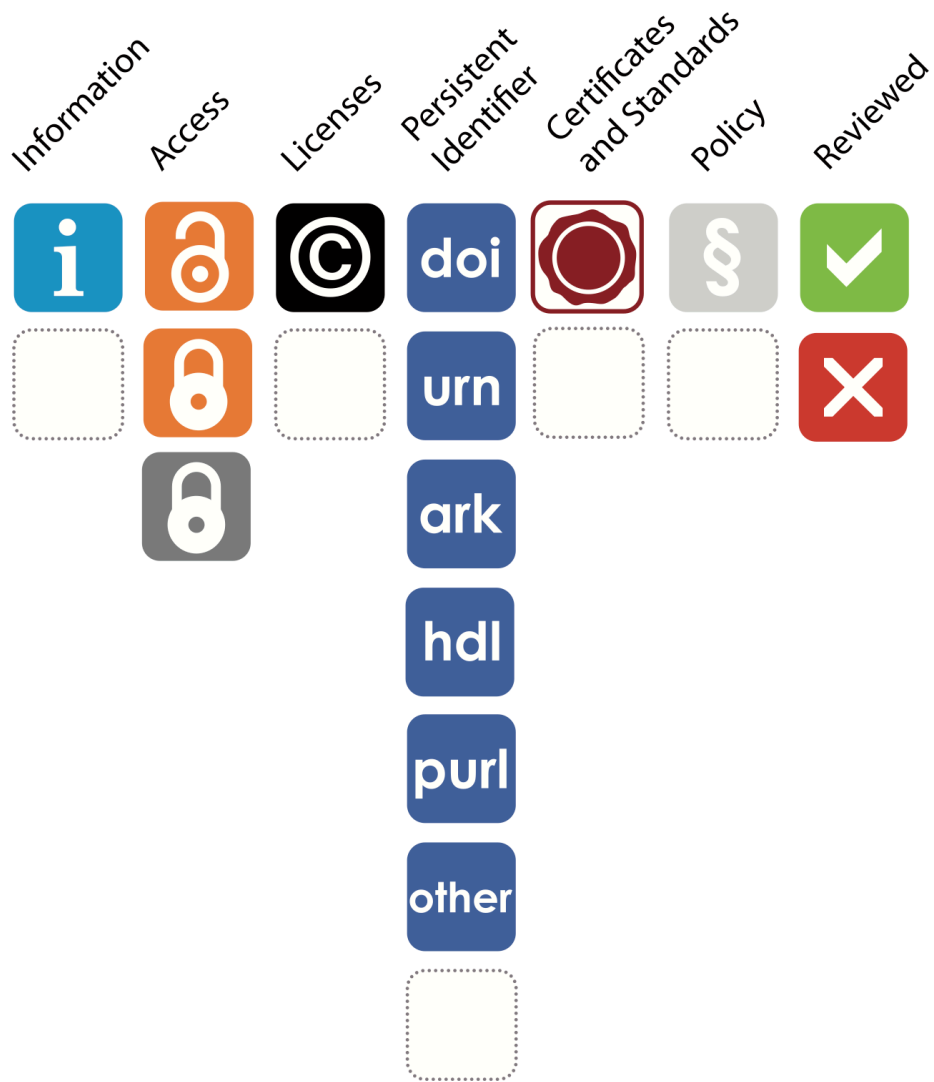 Information
Access
Licenses
Persistent
Identifier
Certificates
and Standards
Policy
Reviewed
i
©
doi
§
urn
ark
hdl
purl
other